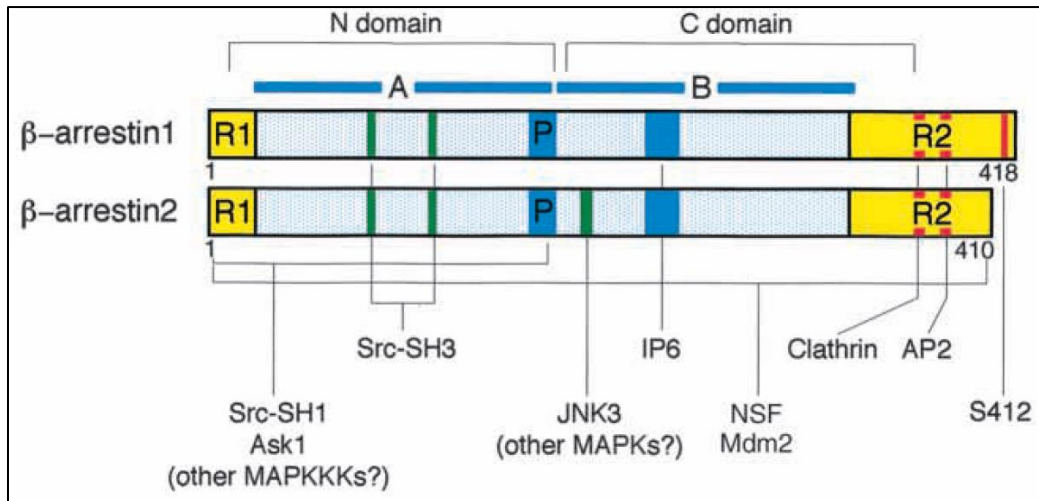 N domain
C domain
A
B
β–arrestin1
R1
P
R2
1
418
β–arrestin2
R1
P
R2
1
410
Src-SH3
IP6
Clathrin
AP2
Src-SH1
JNK3
NSF
S412
Ask1
(other MAPKs?)
Mdm2
(other MAPKKKs?)